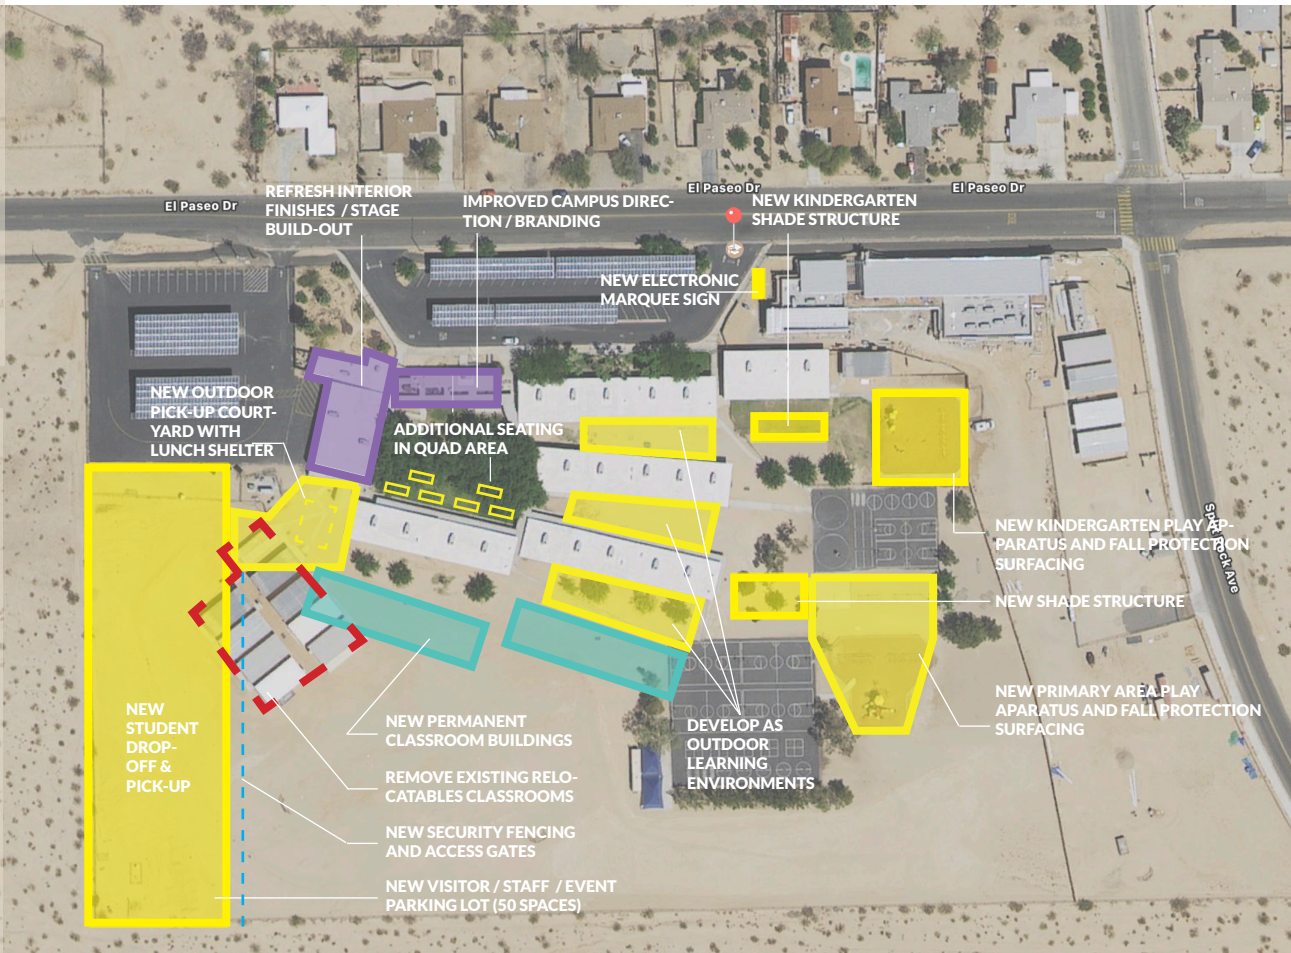 El Paseo Dr
El Paseo Dr
El Paseo Dr
REFRESH INTERIOR
FINISHES / STAGE
BUILD-OUT
IMPROVED CAMPUS DIREC-
TION / BRANDING
NEW KINDERGARTEN
SHADE STRUCTURE
NEW ELECTRONIC
MARQUEE SIGN
NEW OUTDOOR
PICK-UP COURT-
YARD WITH
LUNCH SHELTER
ADDITIONAL SEATING
IN QUAD AREA
NEW KINDERGARTEN PLAY AP-
PARATUS AND FALL PROTECTION
SURFACING
Split Rock Ave
NEW SHADE STRUCTURE
NEW PRIMARY AREA PLAY
APARATUS AND FALL PROTECTION
SURFACING
NEW
STUDENT
DROP-
OFF &
PICK-UP
NEW PERMANENT
CLASSROOM BUILDINGS
DEVELOP AS
OUTDOOR
LEARNING
ENVIRONMENTS
REMOVE EXISTING RELO-
CATABLES CLASSROOMS
NEW SECURITY FENCING
AND ACCESS GATES
NEW VISITOR / STAFF / EVENT
PARKING LOT (50 SPACES)